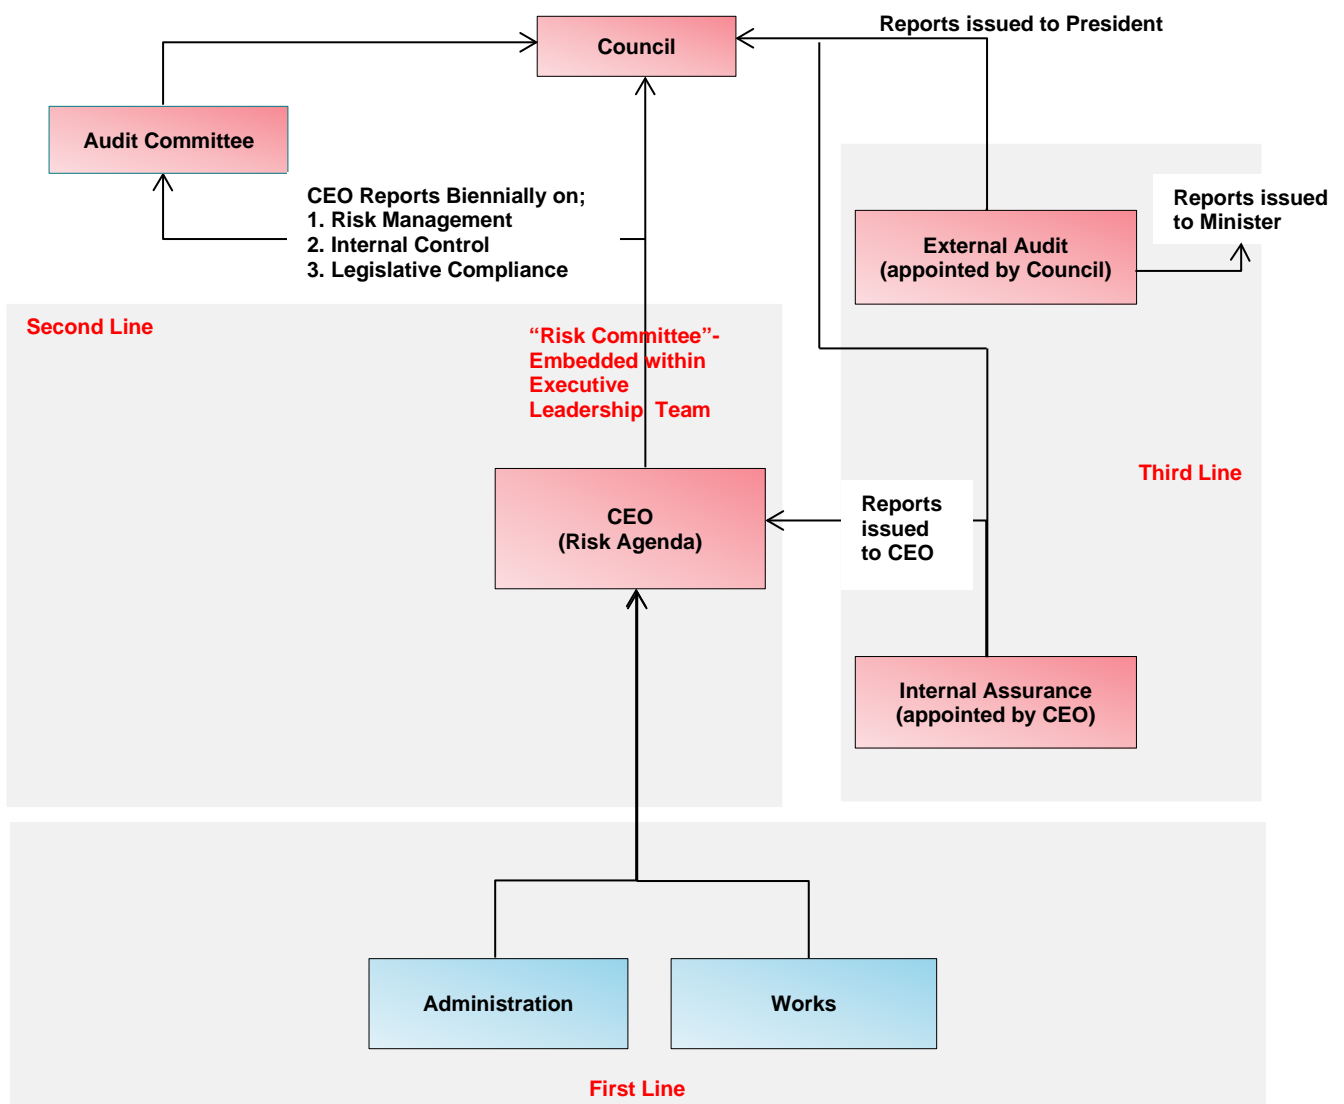 Reports issued to President
Council
Audit Committee
CEO Reports Biennially on;
1. Risk Management
2. Internal Control
3. Legislative Compliance
Reports issued
to Minister
External Audit
(appointed by Council)
Second Line
“Risk Committee”-
Embedded within
Executive
Leadership Team
Third Line
CEO
(Risk Agenda)
Reports
issued
to CEO
Internal Assurance
(appointed by CEO)
Administration
Works
First Line